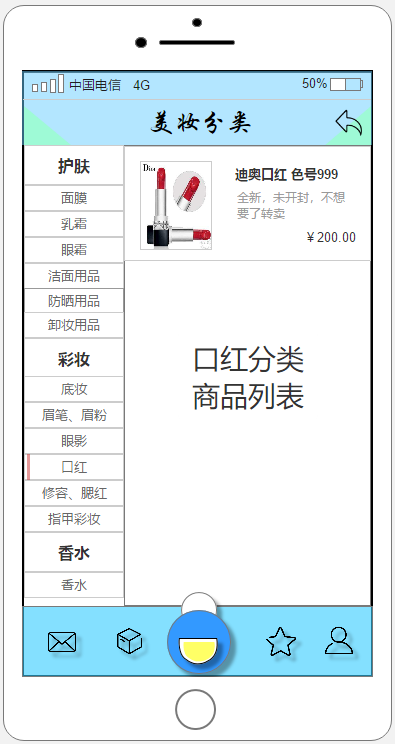 中国电信 4G 50%
美妆分类
护肤
面膜
乳霜
眼霜
洁面用品
防晒用品
卸妆用品
彩妆
底妆
眉笔、眉粉
眼影
口红
修容、腮红
指甲彩妆
香水
香水
Dior
迪奥口红 色号999
全新，未开封，不想
要了转卖
￥200.00
口红分类
商品列表